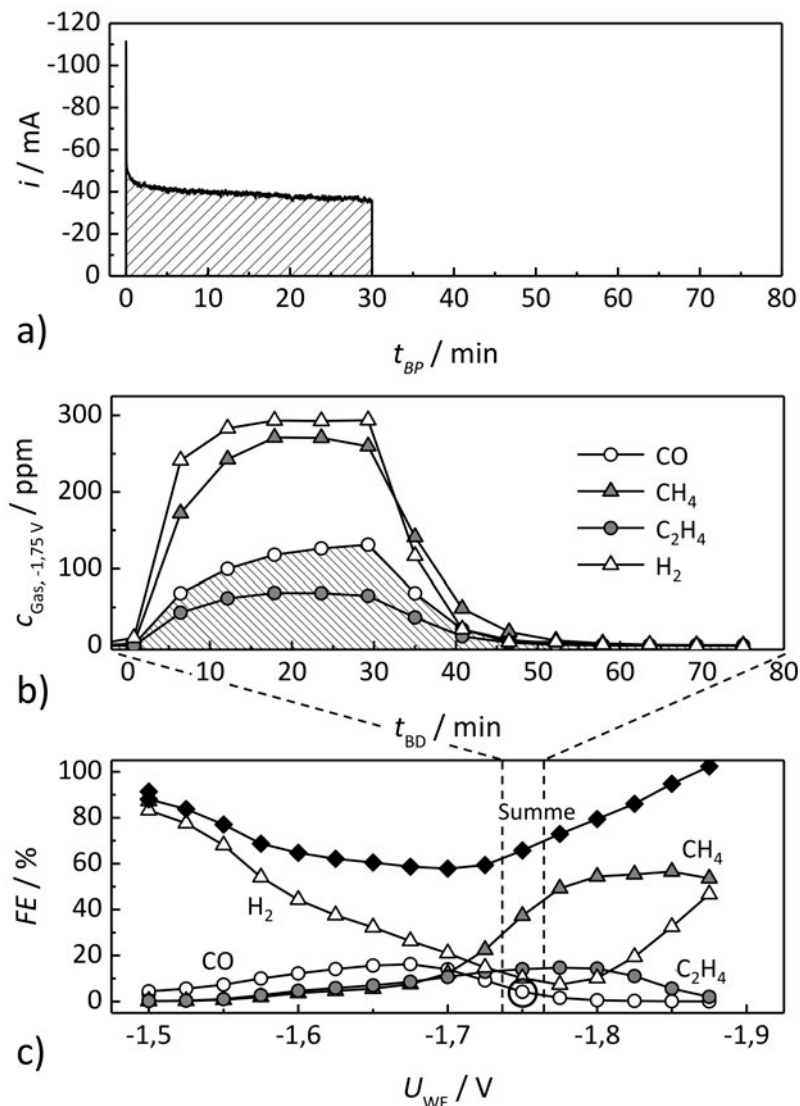 -120
-100
-80
-60
-40
-20
0
i / mA
0 10 20 30 40 50 60 70 80
a)
t_BP / min
300
200
100
0
c_Gas, -1,75 V / ppm
CO
CH₄
C₂H₄
H₂
10 20 30 40 50 60 70 80
b)
t_BD / min
100
80
60
40
20
0
FE / %
Summe
CH₄
H₂
CO
C₂H₄
-1,5 -1,6 -1,7 -1,8 -1,9
c)
U_WE / V